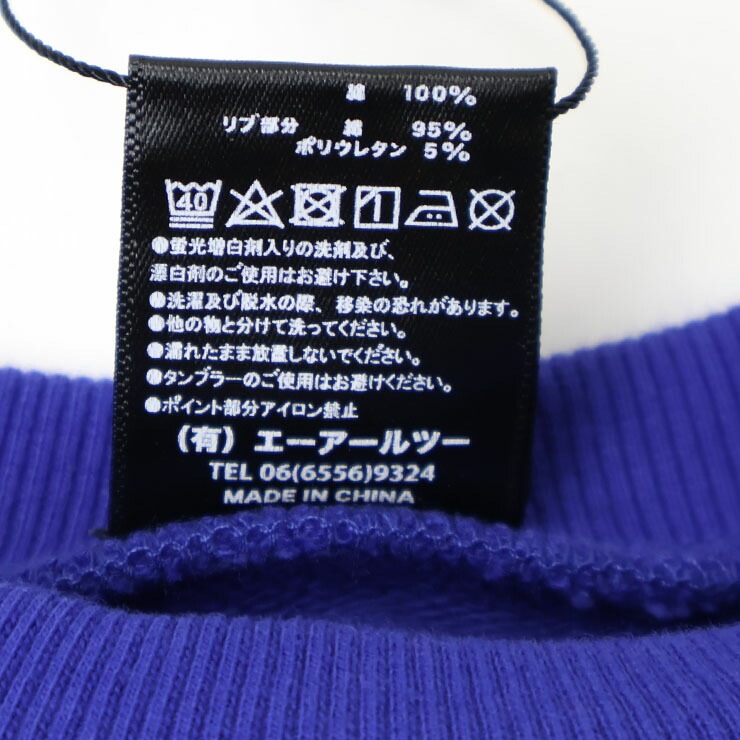 綿 100%
リブ部分 綿 95%
ポリウレタン 5%
40
●蛍光増白剤入りの洗剤及び、
漂白剤のご使用はお避け下さい。
●洗濯及び脱水の際、移染の恐れがあります。
●他の物と分けて洗ってください。
●濡れたまま放置しないでください。
●タンブラーのご使用はお避けください。
●ポイント部分アイロン禁止
(有) エーアールツー
TEL 06(6556)9324
MADE IN CHINA